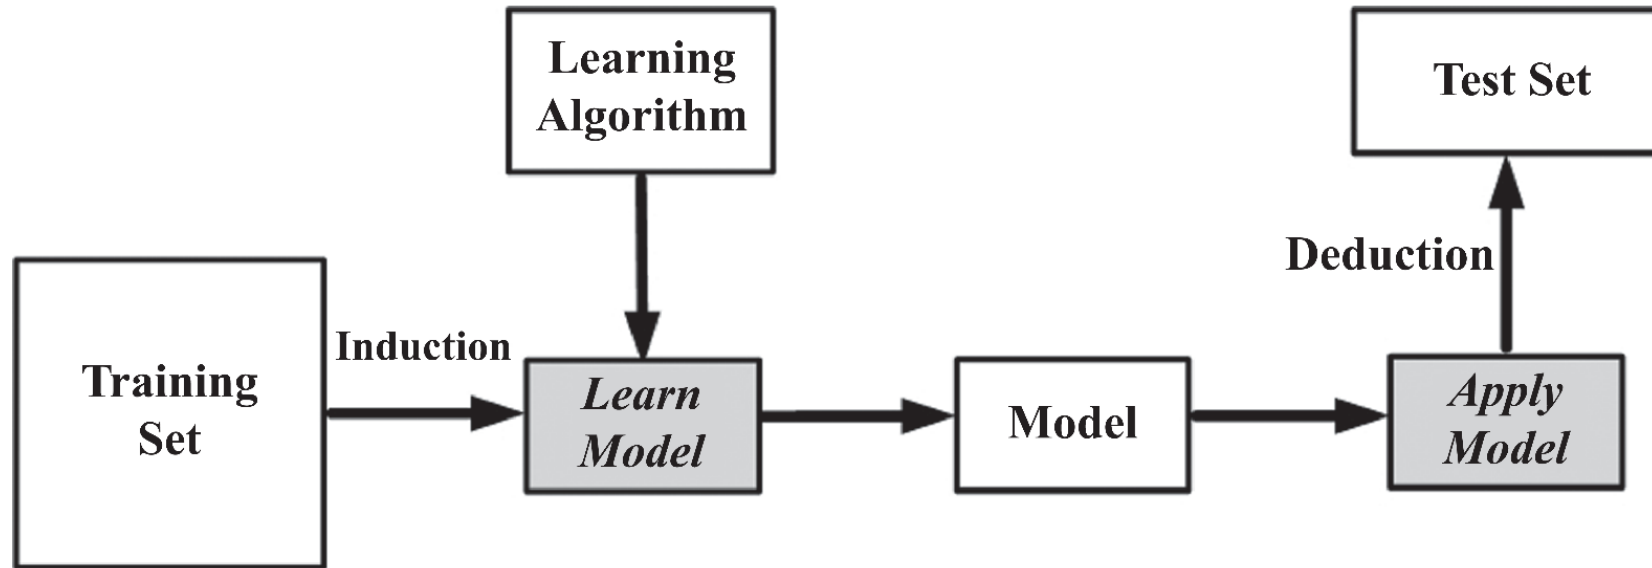 Learning
Algorithm
Test Set
Deduction
Induction
Training
Set
Learn
Model
Model
Apply
Model